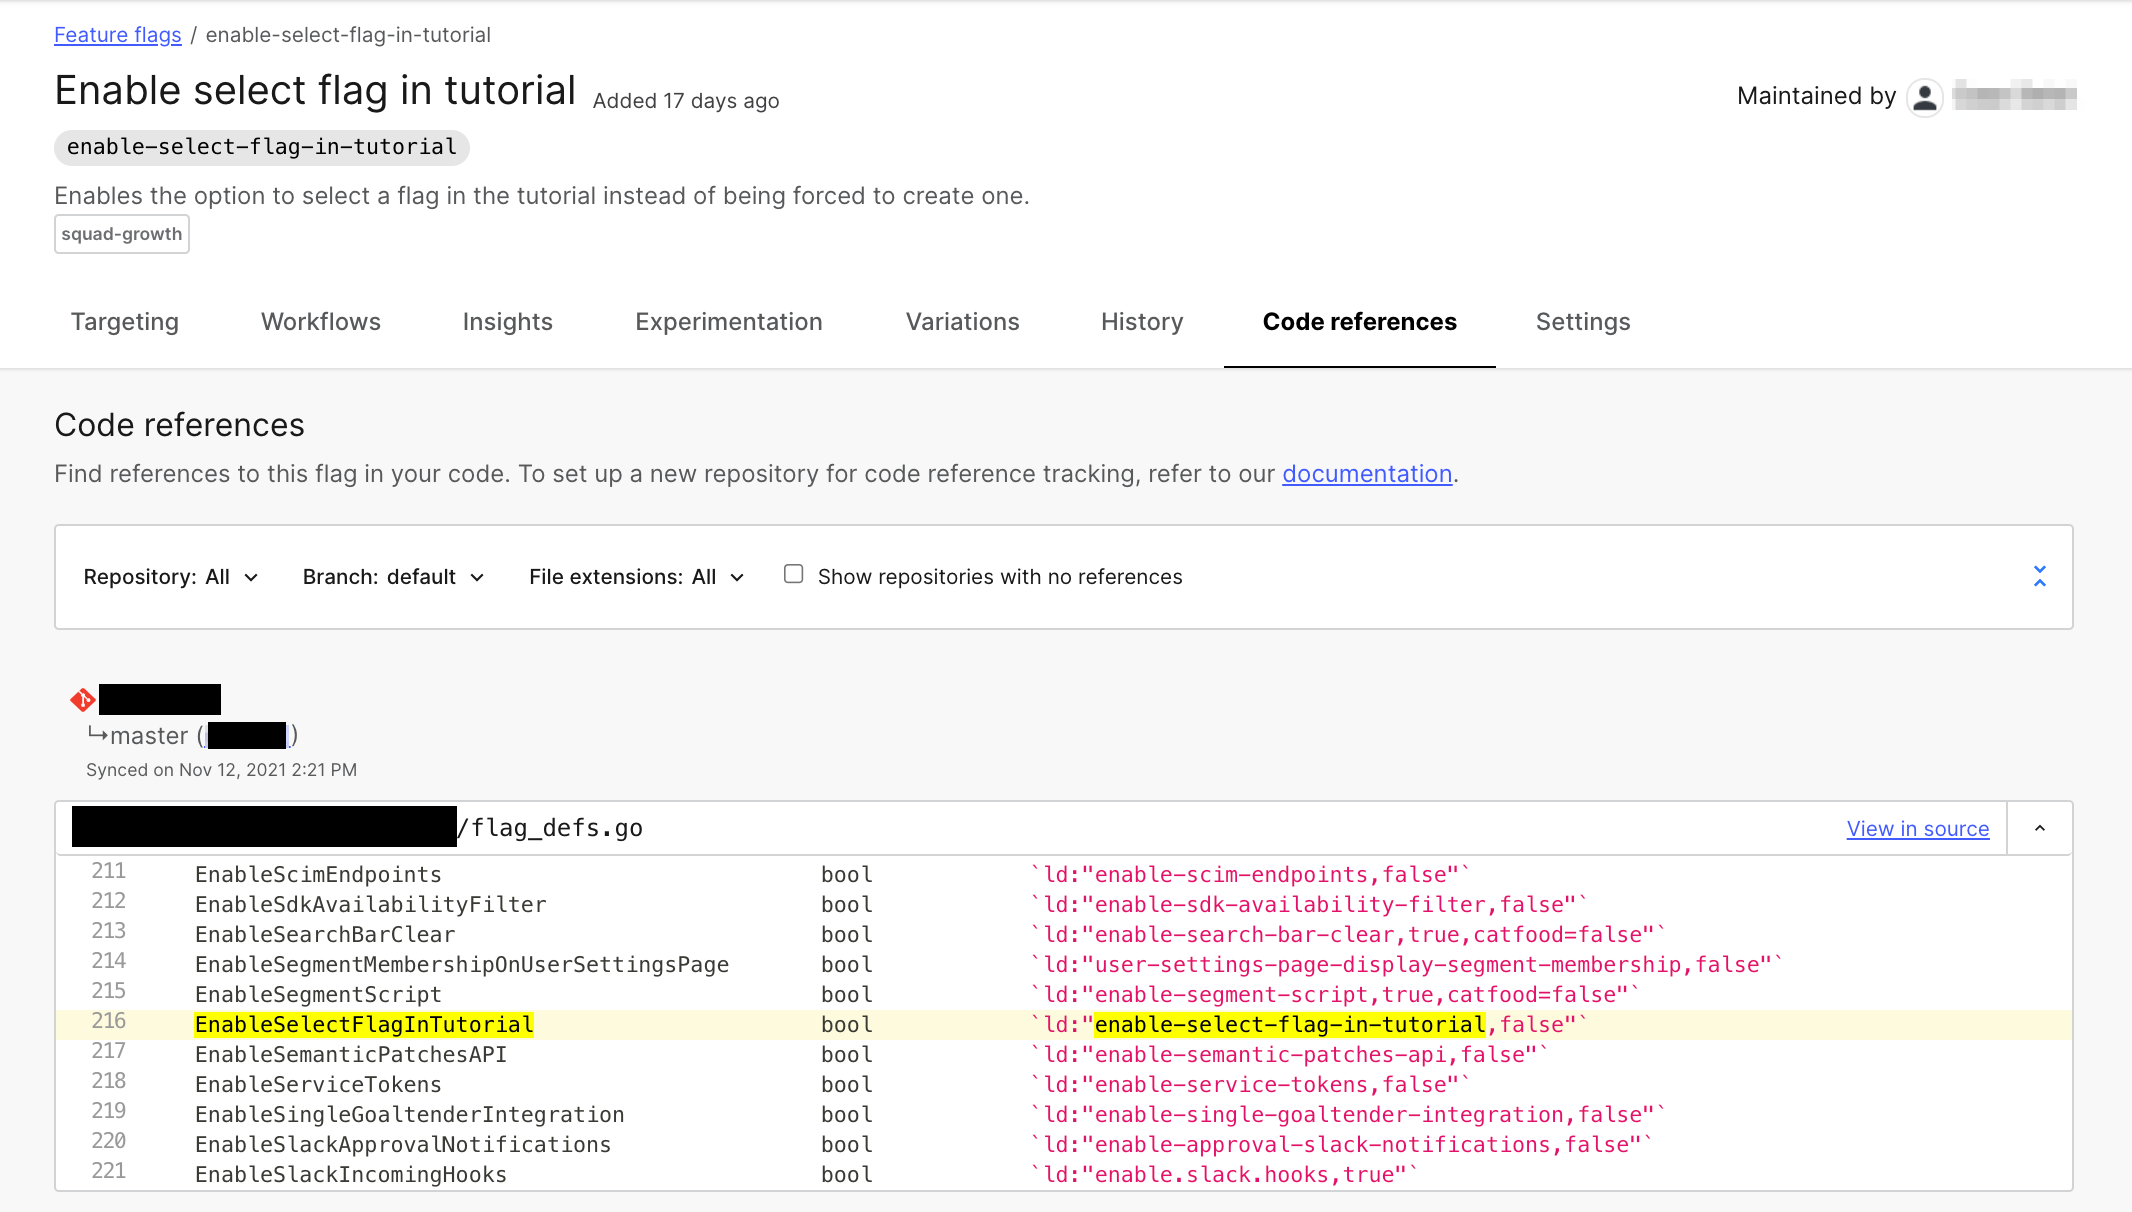 Feature flags / enable-select-flag-in-tutorial
Enable select flag in tutorial Added 17 days ago
Maintained by
enable-select-flag-in-tutorial
Enables the option to select a flag in the tutorial instead of being forced to create one.
squad-growth
Targeting Workflows Insights Experimentation Variations History Code references Settings
Code references
Find references to this flag in your code. To set up a new repository for code reference tracking, refer to our documentation.
Repository: All Branch: default File extensions: All Show repositories with no references
master ( )
Synced on Nov 12, 2021 2:21 PM
/flag_defs.go View in source
211 EnableScimEndpoints bool `ld:"enable-scim-endpoints,false"`
212 EnableSdkAvailabilityFilter bool `ld:"enable-sdk-availability-filter,false"`
213 EnableSearchBarClear bool `ld:"enable-search-bar-clear,true,catfood=false"`
214 EnableSegmentMembershipOnUserSettingsPage bool `ld:"user-settings-page-display-segment-membership,false"`
215 EnableSegmentScript bool `ld:"enable-segment-script,true,catfood=false"`
216 EnableSelectFlagInTutorial bool `ld:"enable-select-flag-in-tutorial,false"`
217 EnableSemanticPatchesAPI bool `ld:"enable-semantic-patches-api,false"`
218 EnableServiceTokens bool `ld:"enable-service-tokens,false"`
219 EnableSingleGoaltenderIntegration bool `ld:"enable-single-goaltender-integration,false"`
220 EnableSlackApprovalNotifications bool `ld:"enable-approval-slack-notifications,false"`
221 EnableSlackIncomingHooks bool `ld:"enable.slack.hooks,true"`